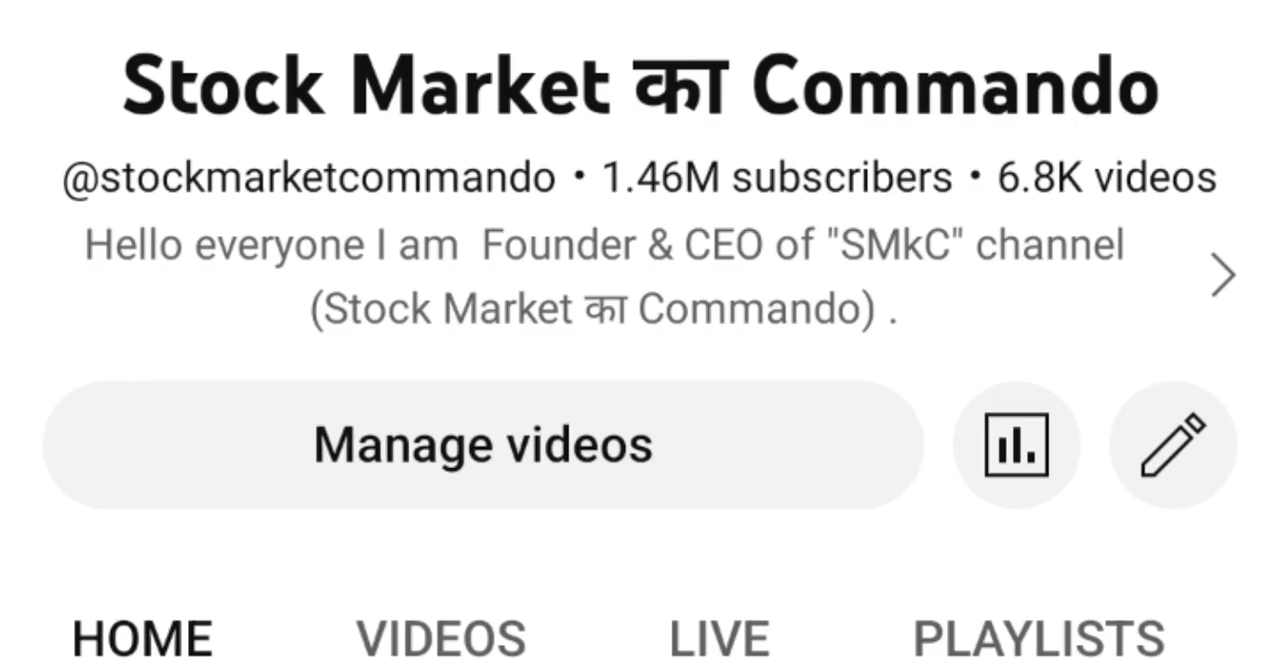 Stock Market का Commando
@stockmarketcommando • 1.46M subscribers • 6.8K videos
Hello everyone I am  Founder & CEO of "SMkC" channel
(Stock Market का Commando) .
Manage videos
HOME VIDEOS LIVE PLAYLISTS